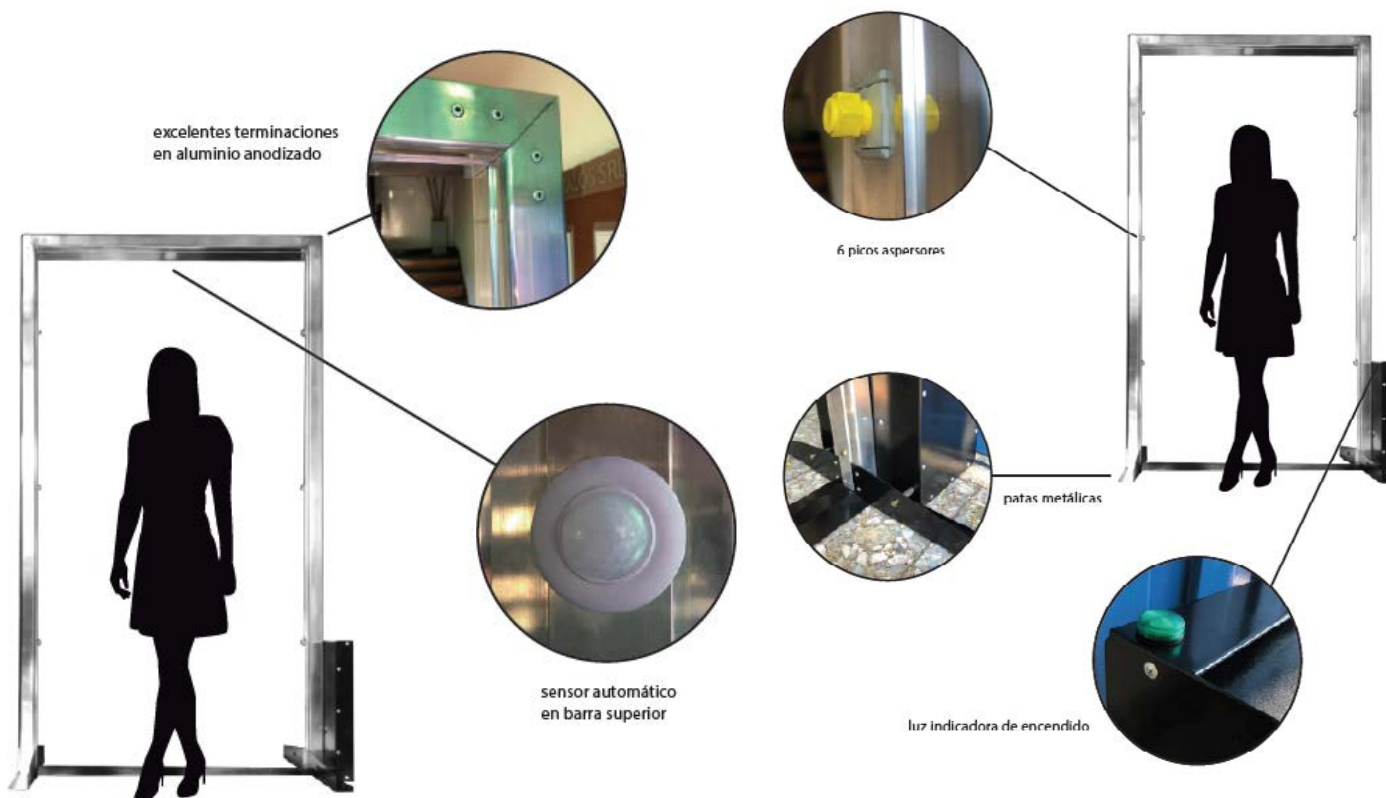 excelentes terminaciones
en aluminio anodizado
sensor automático
en barra superior
6 picos aspersores
patas metálicas
luz indicadora de encendido